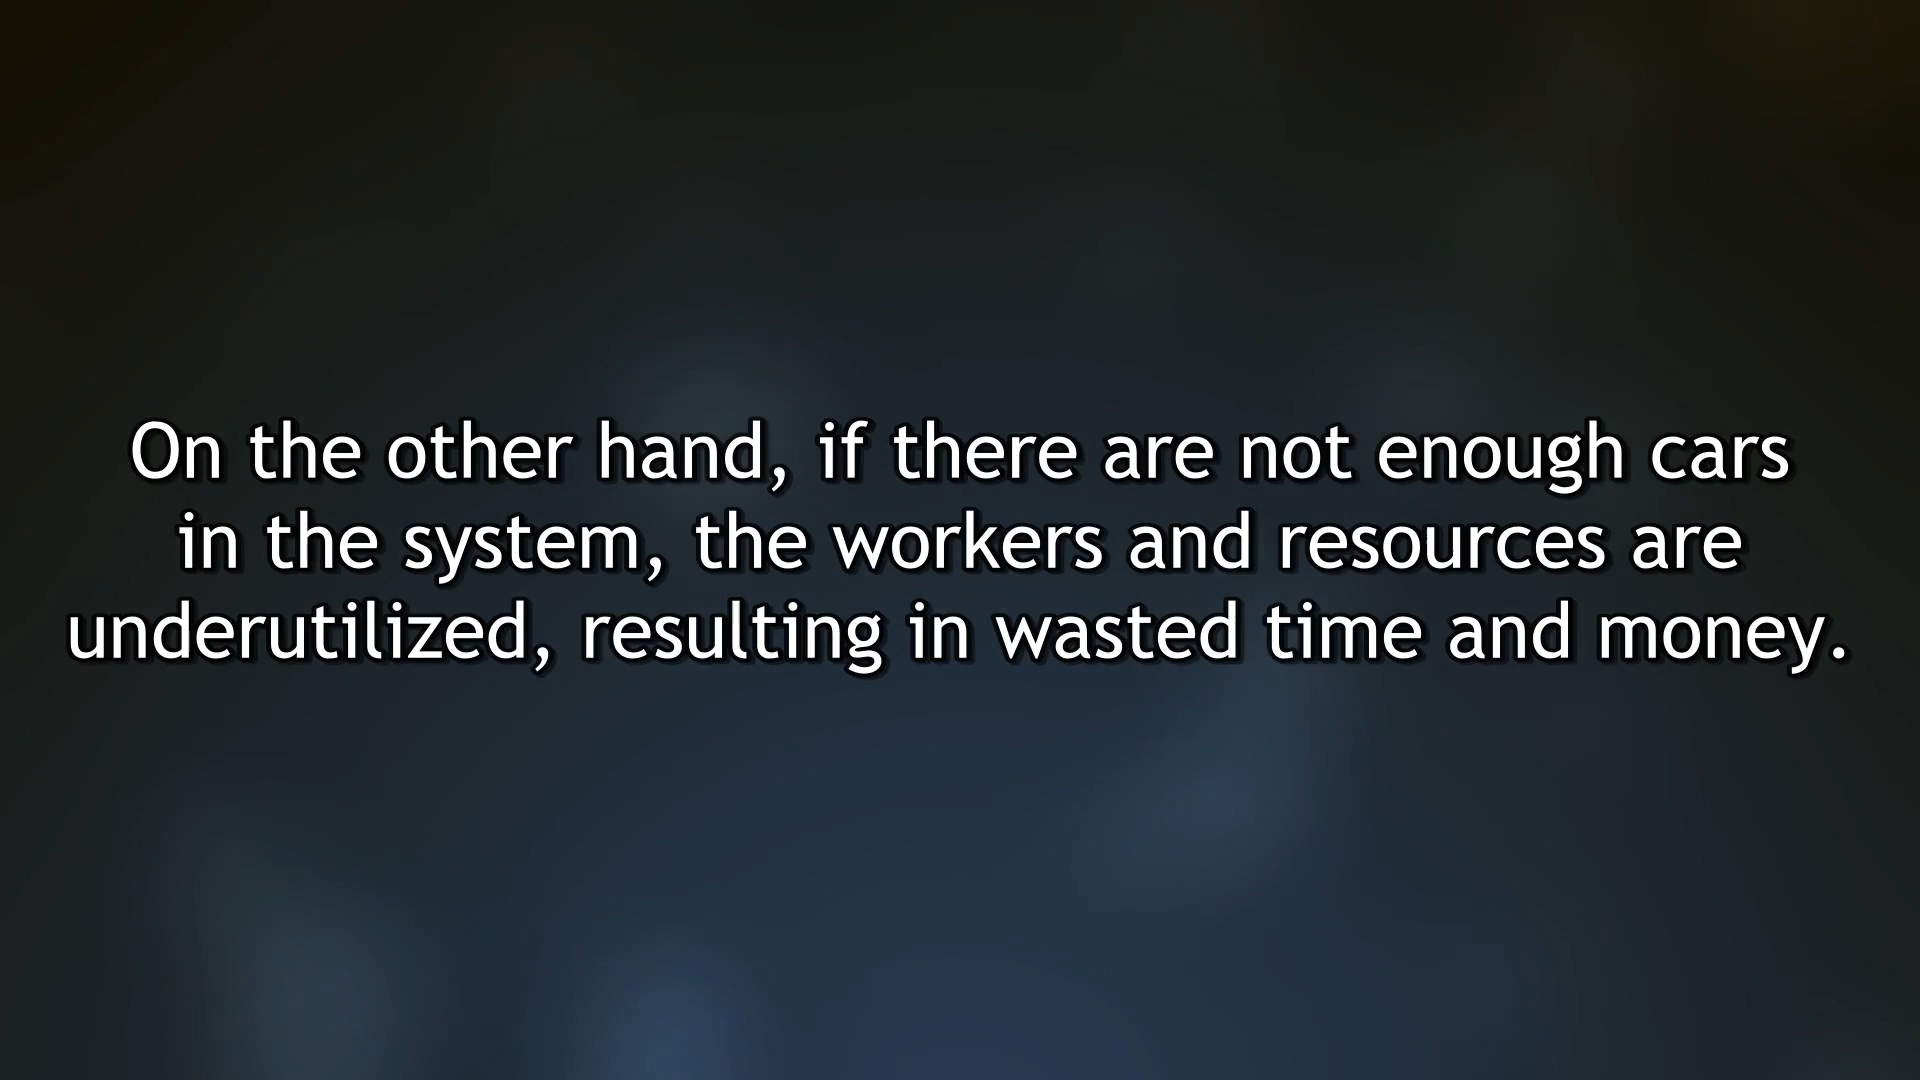 On the other hand, if there are not enough cars
in the system, the workers and resources are
underutilized, resulting in wasted time and money.